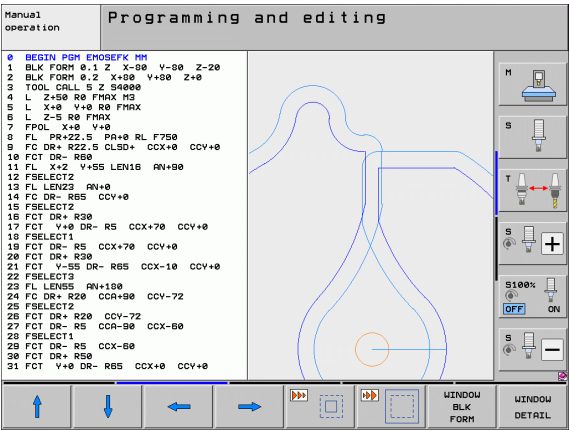 Manual
operation
Programming and editing
0 BEGIN PGM EMOSEFK MM
1 BLK FORM 0.1 Z X-80 Y-80 Z-20
2 BLK FORM 0.2 X+80 Y+80 Z+0
3 TOOL CALL 5 Z S4000
4 L Z+50 R0 FMAX M3
5 L X+0 Y+0 R0 FMAX
6 L Z-5 R0 FMAX
7 FPOL X+0 Y+0
8 FL PR+22.5 PA+0 RL F750
9 FC DR+ R22.5 CLSD+ CCX+0 CCY+0
10 FCT DR- R60
11 FL X+2 Y+55 LEN16 AN+90
12 FSELECT2
13 FL LEN23 AN+0
14 FC DR- R65 CCY+0
15 FSELECT2
16 FCT DR+ R30
17 FCT Y+0 DR- R5 CCX+70 CCY+0
18 FSELECT1
19 FCT DR- R5 CCX+70 CCY+0
20 FCT DR+ R30
21 FCT Y-55 DR- R65 CCX-10 CCY+0
22 FSELECT3
23 FL LEN55 AN+180
24 FC DR+ R20 CCA+90 CCY-72
25 FSELECT2
26 FCT DR+ R20 CCY-72
27 FCT DR- R5 CCA-90 CCX-60
28 FSELECT1
29 FCT DR- R5 CCX-60
30 FCT DR+ R50
31 FCT Y+0 DR- R65 CCX+0 CCY+0
M
S
T
S
S100%
OFF ON
S
WINDOW
BLK
FORM
WINDOW
DETAIL